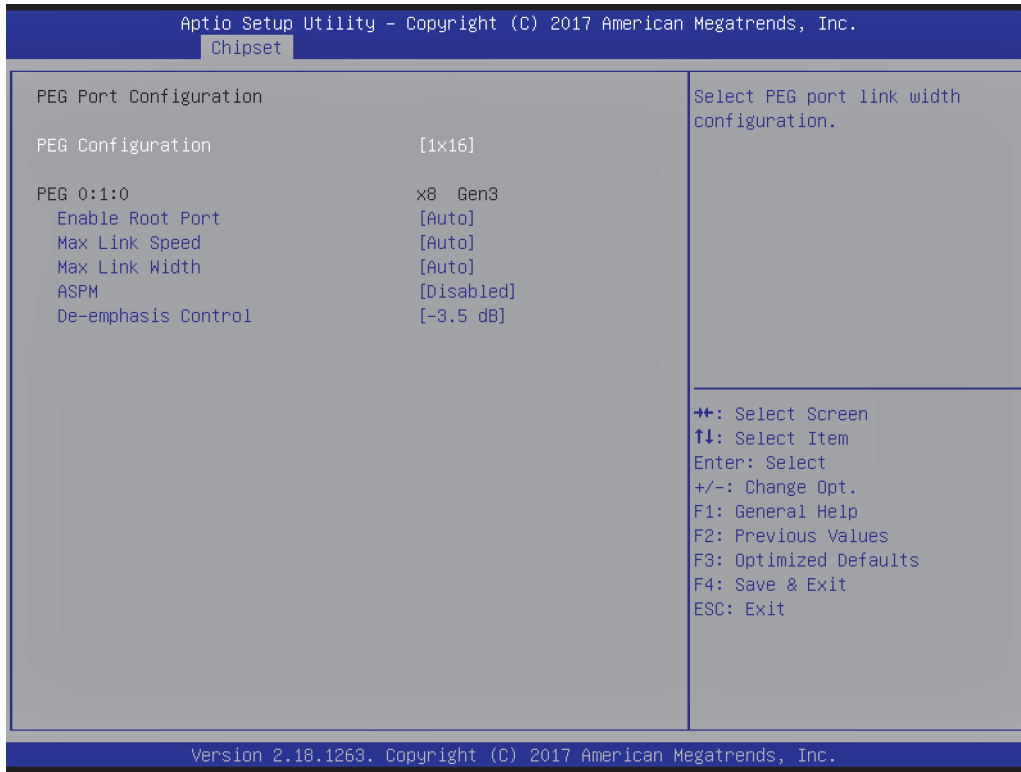 Aptio Setup Utility – Copyright (C) 2017 American Megatrends, Inc.
Chipset
PEG Port Configuration
PEG Configuration [1x16]
PEG 0:1:0 x8 Gen3
Enable Root Port [Auto]
Max Link Speed [Auto]
Max Link Width [Auto]
ASPM [Disabled]
De-emphasis Control [-3.5 dB]
Select PEG port link width
configuration.
→←: Select Screen
↑↓: Select Item
Enter: Select
+/-: Change Opt.
F1: General Help
F2: Previous Values
F3: Optimized Defaults
F4: Save & Exit
ESC: Exit
Version 2.18.1263. Copyright (C) 2017 American Megatrends, Inc.